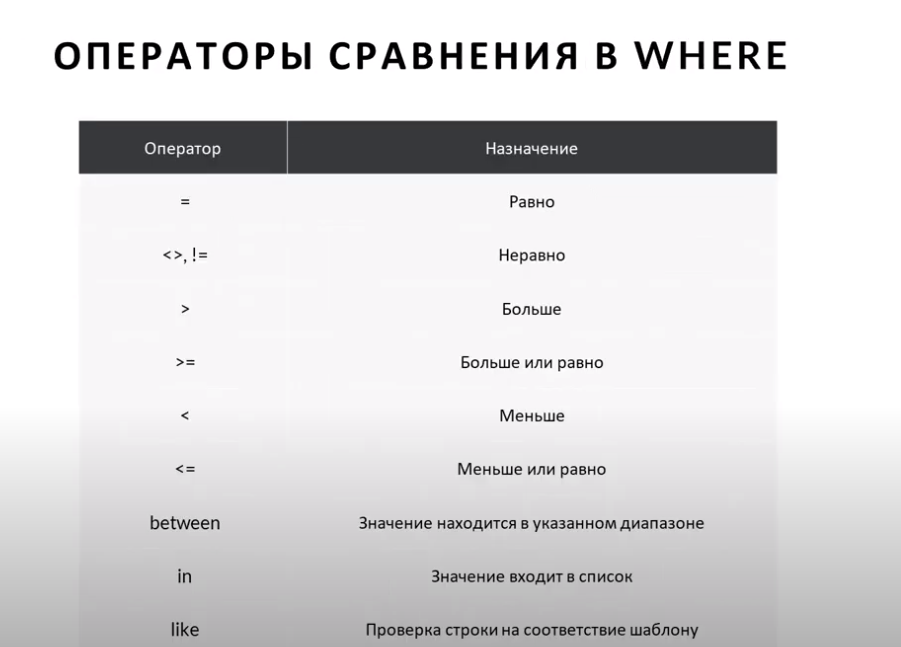 ОПЕРАТОРЫ СРАВНЕНИЯ В WHERE
Оператор Назначение
= Равно
<>, != Неравно
> Больше
>= Больше или равно
< Меньше
<= Меньше или равно
between Значение находится в указанном диапазоне
in Значение входит в список
like Проверка строки на соответствие шаблону